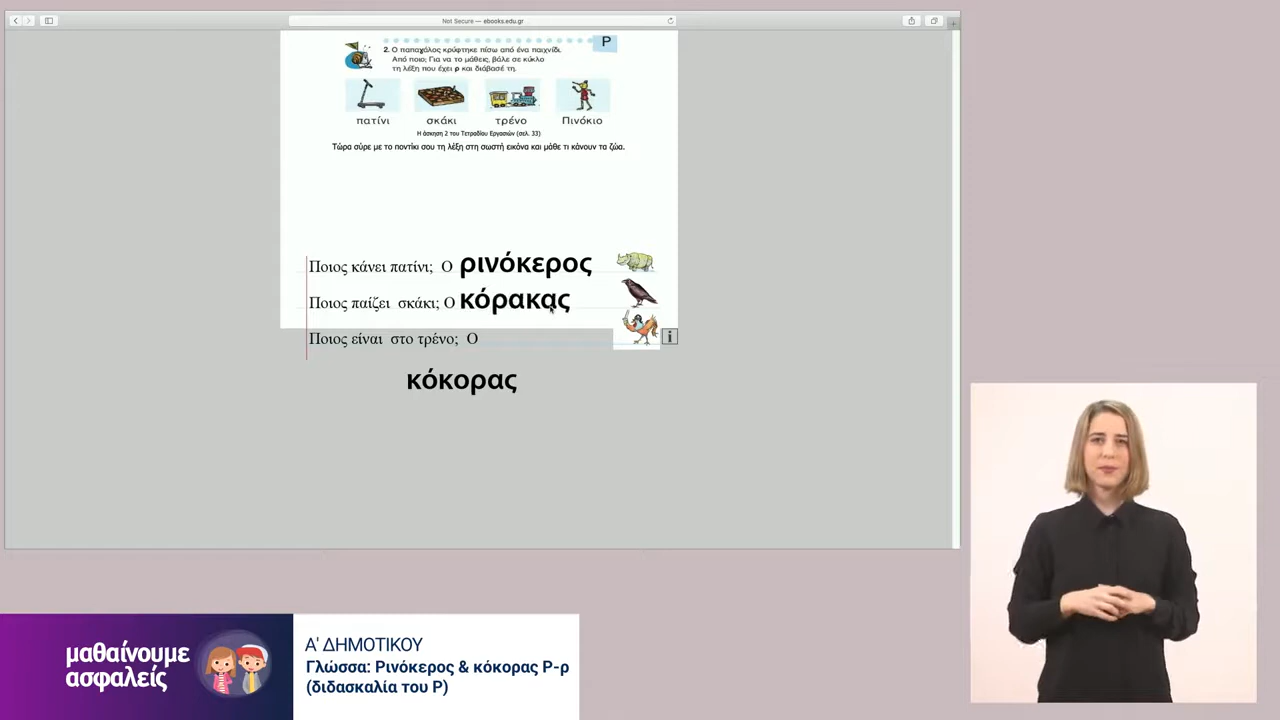 Not Secure — ebooks.edu.gr
Ρ
2. Ο παπαγάλος κρύφτηκε πίσω από ένα παιχνίδι.
Από ποιο; Για να το μάθεις, βάλε σε κύκλο
τη λέξη που έχει ρ και διάβασέ τη.
πατίνι σκάκι τρένο Πινόκιο
Η άσκηση 2 του Τετραδίου Εργασιών (σελ. 33)
Τώρα σύρε με το ποντίκι σου τη λέξη στη σωστή εικόνα και μάθε τι κάνουν τα ζώα.
Ποιος κάνει πατίνι; Ο ρινόκερος
Ποιος παίζει σκάκι; Ο κόρακας
Ποιος είναι στο τρένο; Ο
i
κόκορας
μαθαίνουμε
ασφαλείς
Α' ΔΗΜΟΤΙΚΟΥ
Γλώσσα: Ρινόκερος & κόκορας Ρ-ρ
(διδασκαλία του Ρ)